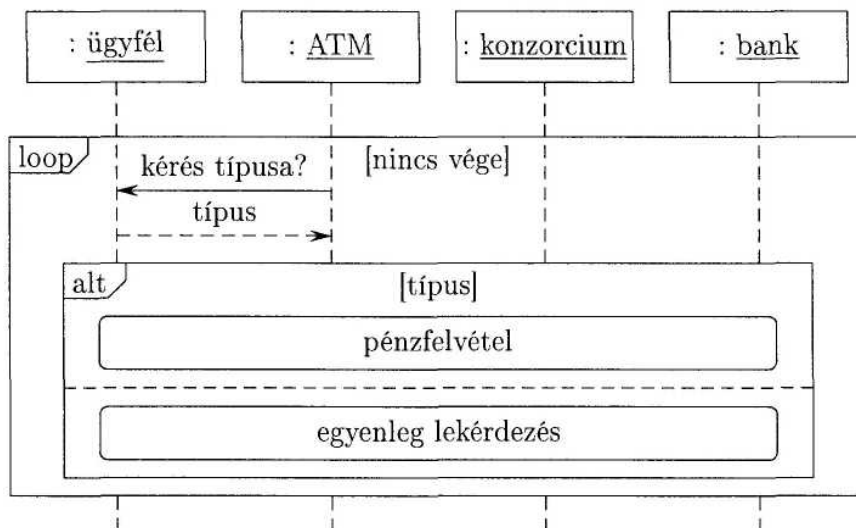 : ügyfél
: ATM
: konzorcium
: bank
loop
[nincs vége]
kérés típusa?
típus
alt
[típus]
pénzfelvétel
egyenleg lekérdezés